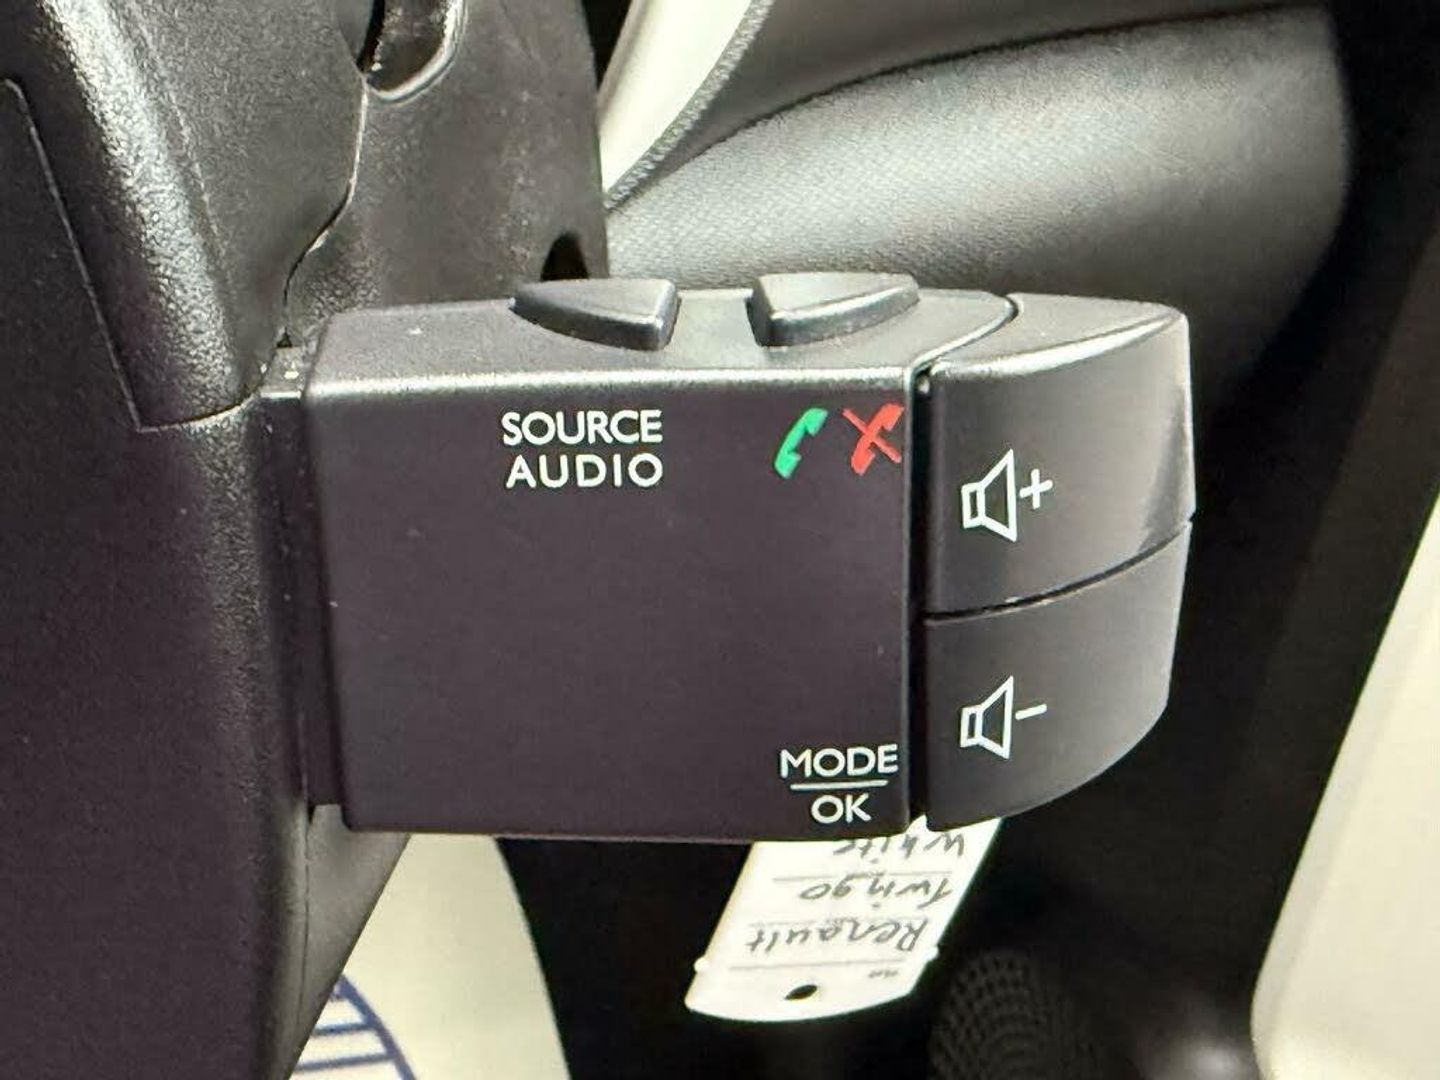 SOURCE
AUDIO
+
-
MODE
OK
Renault
Twingo
White